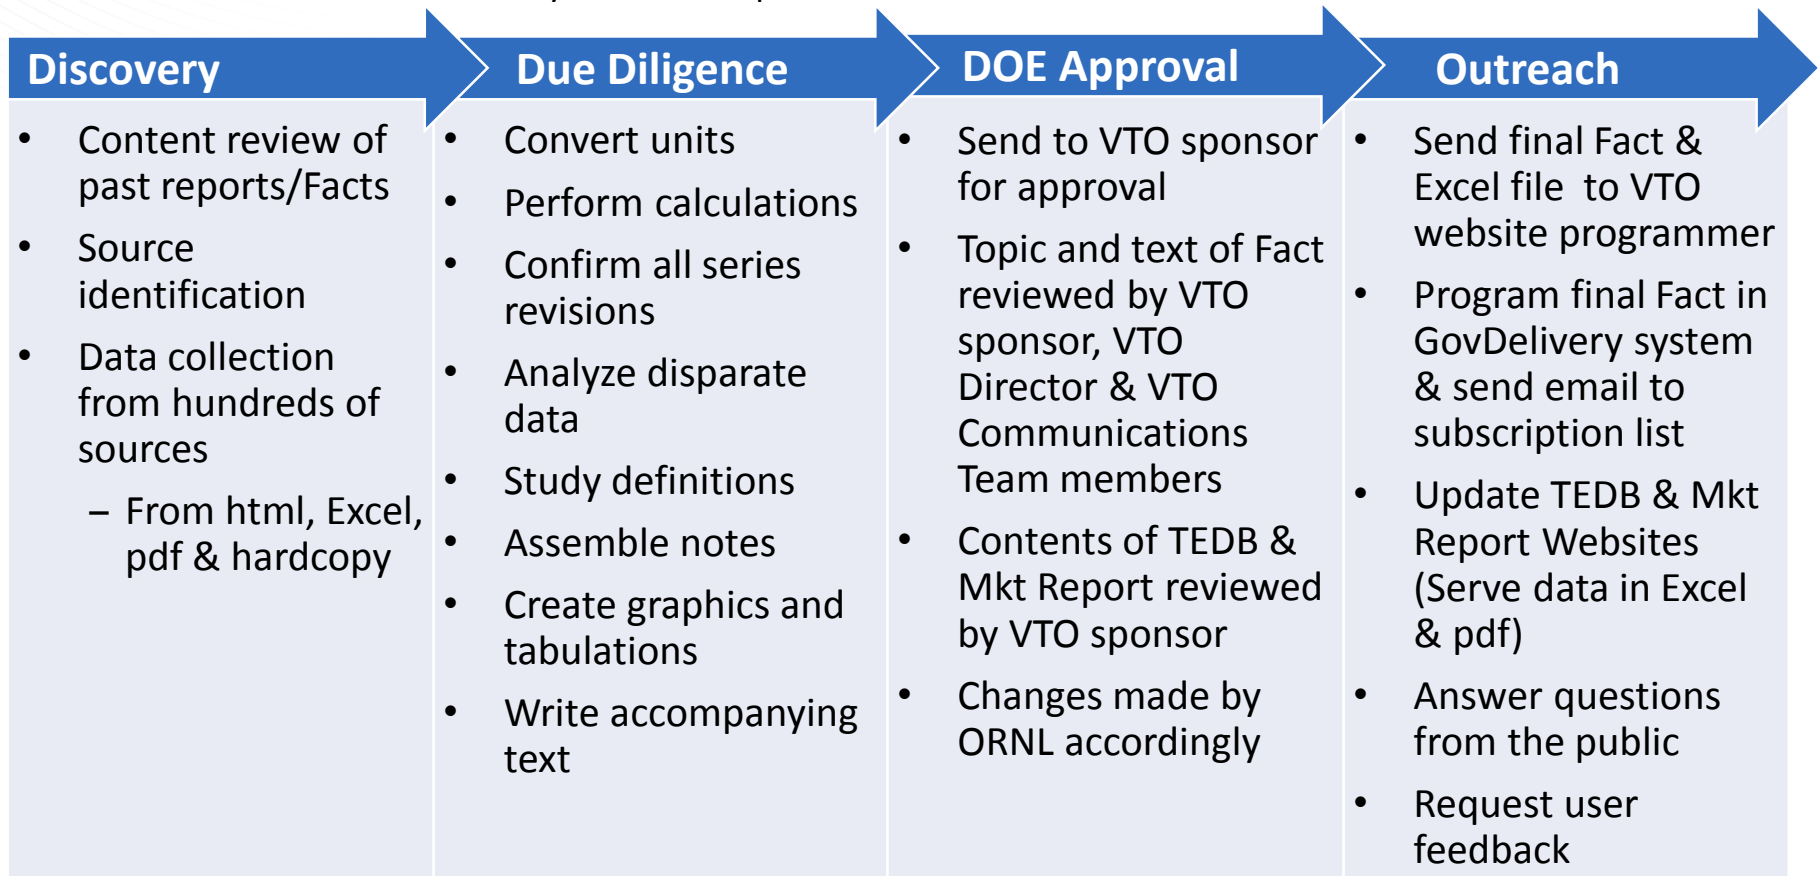 Discovery
• Content review of
past reports/Facts
• Source
identification
• Data collection
from hundreds of
sources
– From html, Excel,
pdf & hardcopy
Due Diligence
• Convert units
• Perform calculations
• Confirm all series
revisions
• Analyze disparate
data
• Study definitions
• Assemble notes
• Create graphics and
tabulations
• Write accompanying
text
DOE Approval
• Send to VTO sponsor
for approval
• Topic and text of Fact
reviewed by VTO
sponsor, VTO
Director & VTO
Communications
Team members
• Contents of TEDB &
Mkt Report reviewed
by VTO sponsor
• Changes made by
ORNL accordingly
Outreach
• Send final Fact &
Excel file to VTO
website programmer
• Program final Fact in
GovDelivery system
& send email to
subscription list
• Update TEDB & Mkt
Report Websites
(Serve data in Excel
& pdf)
• Answer questions
from the public
• Request user
feedback